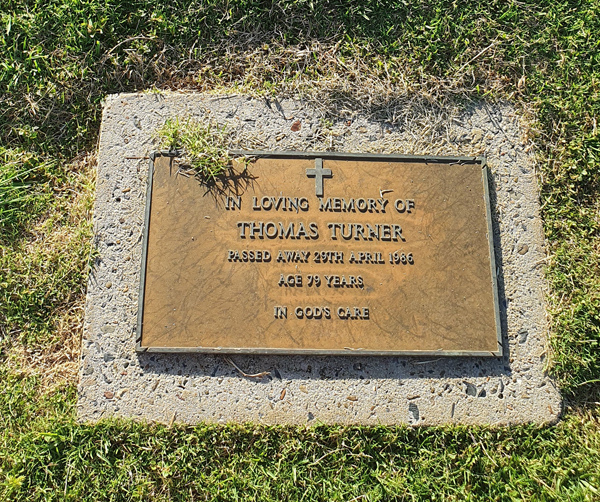 IN LOVING MEMORY OF
THOMAS TURNER
PASSED AWAY 29TH APRIL 1986
AGE 79 YEARS
IN GOD'S CARE